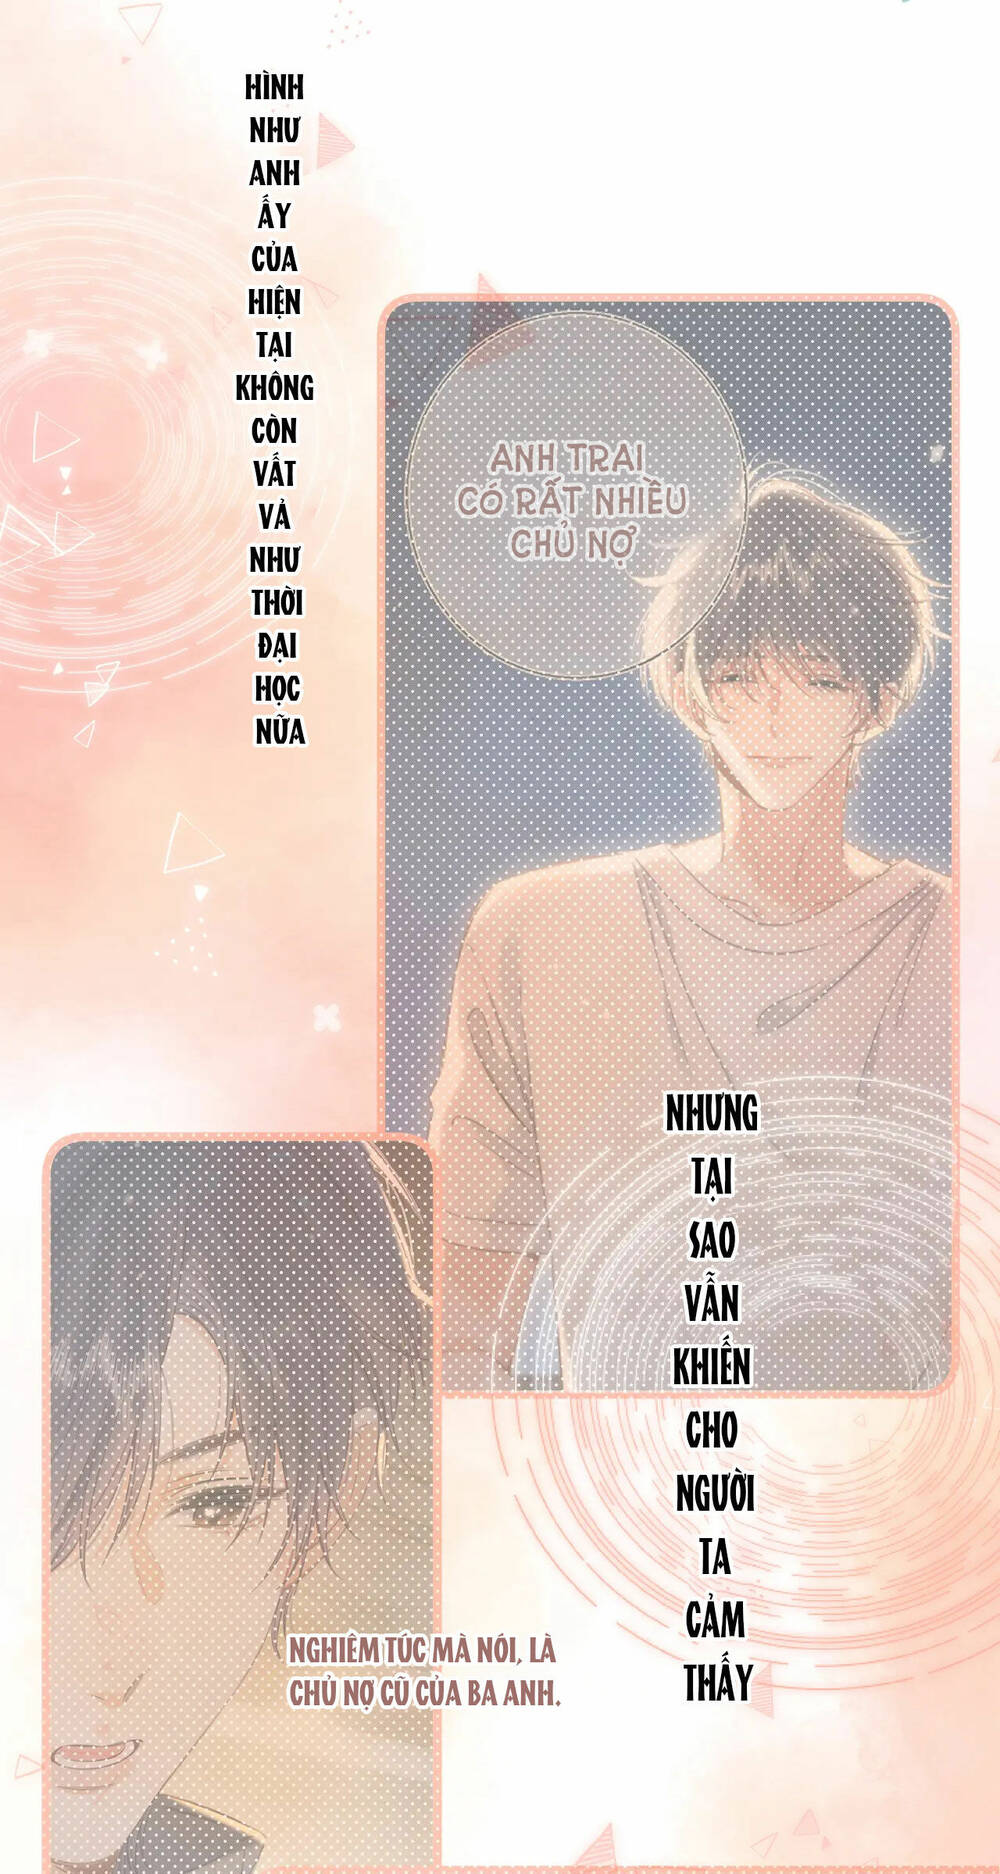 HÌNH
NHƯ
ANH
ẤY
CỦA
HIỆN
TẠI
KHÔNG
CÒN
VẤT
VẢ
NHƯ
THỜI
ĐẠI
HỌC
NỮA
ANH TRAI
CÓ RẤT NHIỀU
CHỦ NỢ
NHƯNG
TẠI
SAO
VẪN
KHIẾN
CHO
NGƯỜI
TA
CẢM
THẤY
NGHIÊM TÚC MÀ NÓI, LÀ
CHỦ NỢ CŨ CỦA BA ANH.